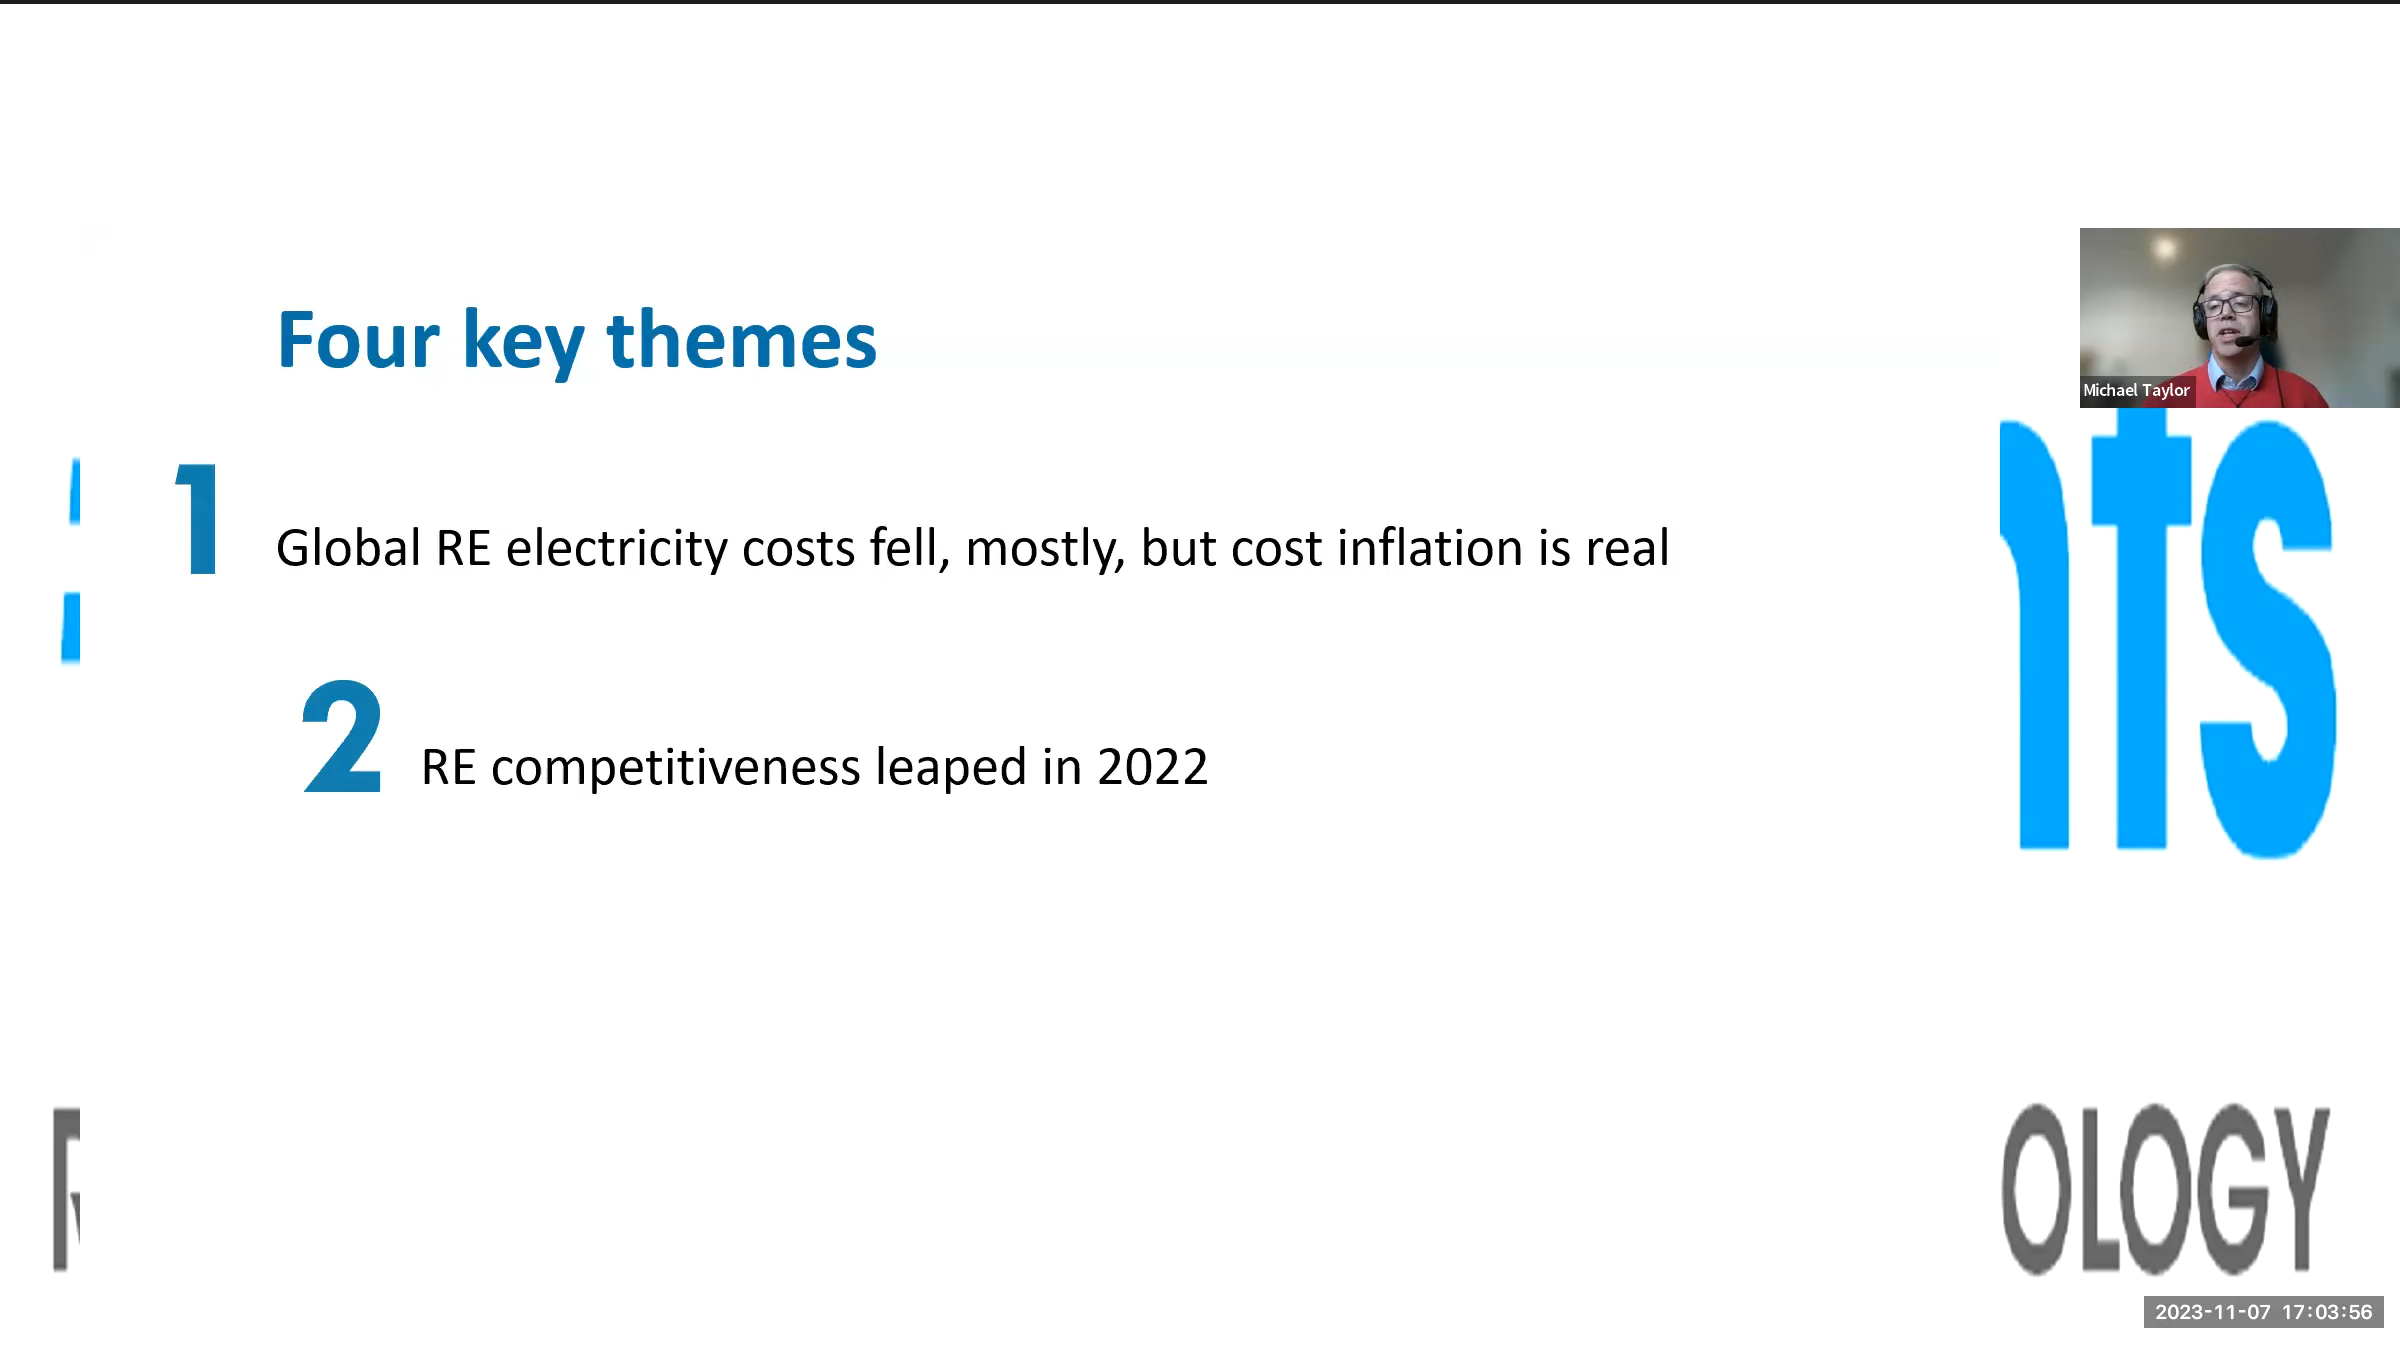 Four key themes
1
Global RE electricity costs fell, mostly, but cost inflation is real
2
RE competitiveness leaped in 2022
Michael Taylor
nts
OLOGY
2023-11-07 17:03:56